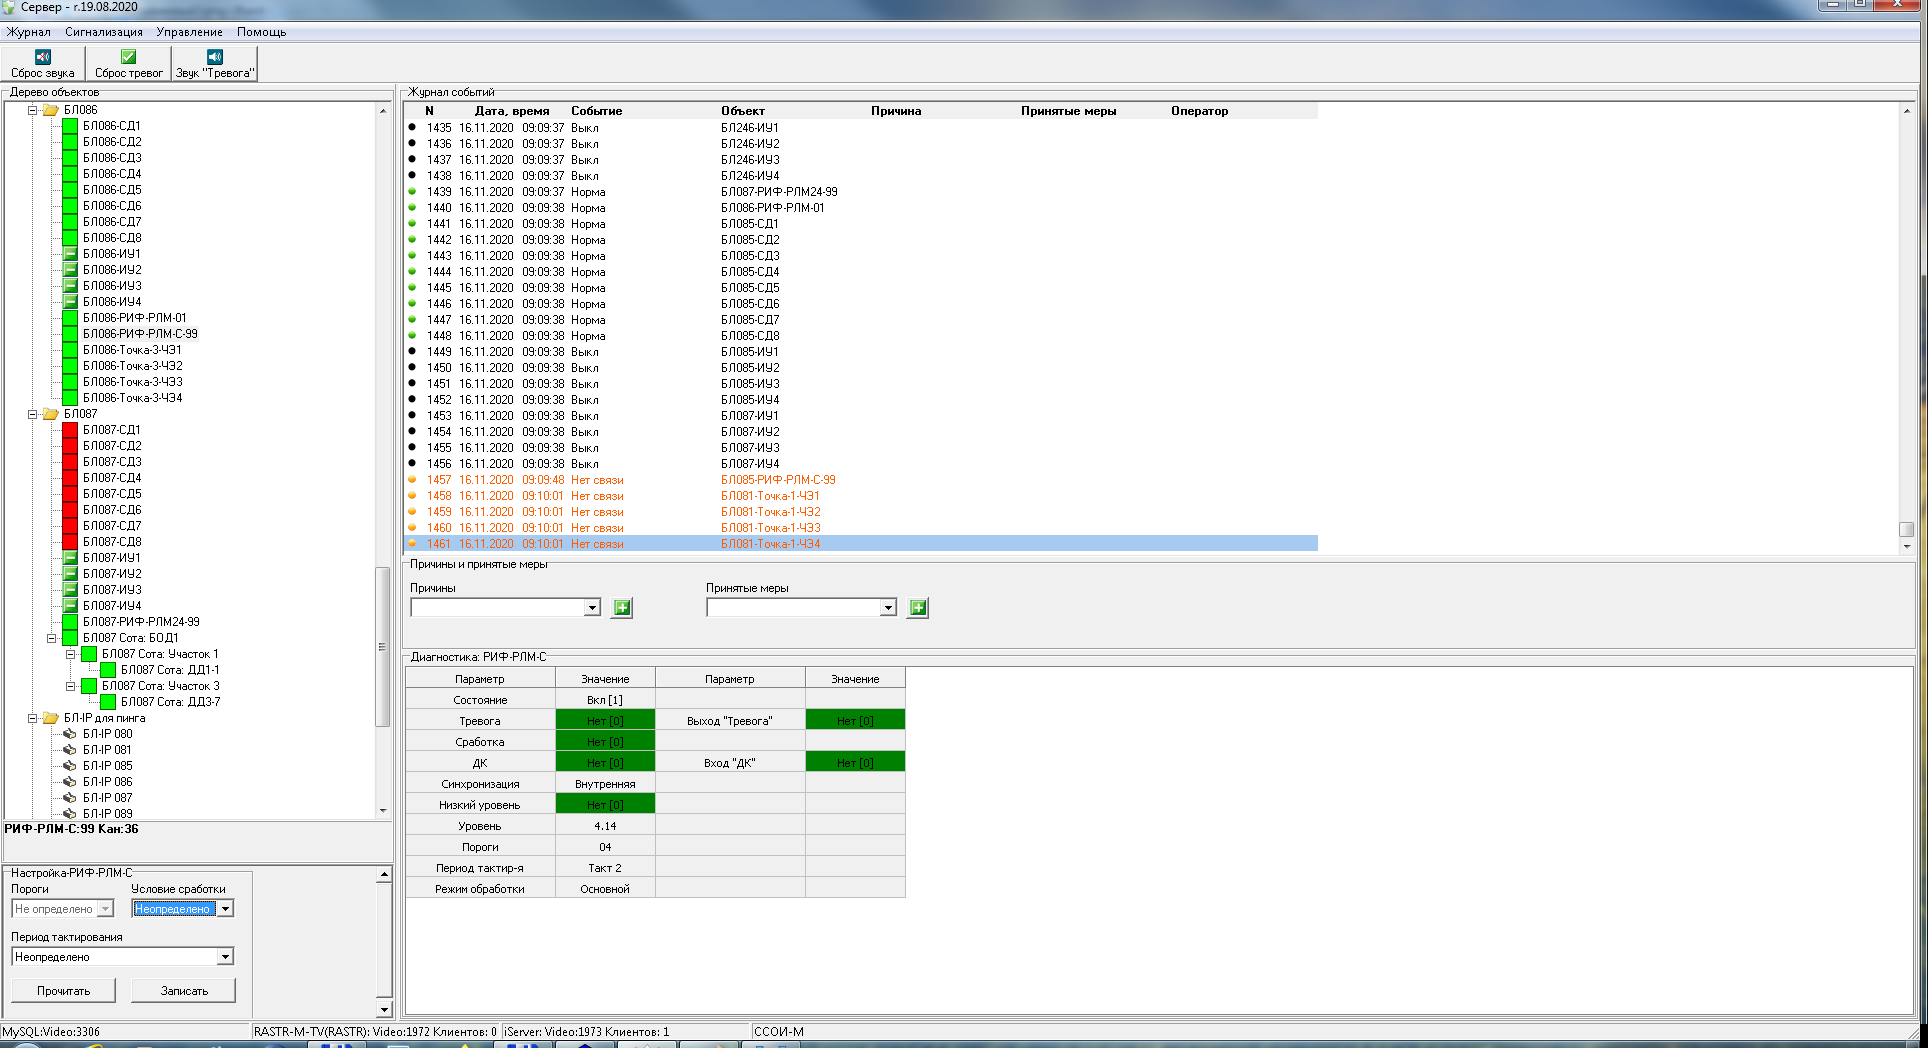 Сервер - r.19.08.2020
Журнал Сигнализация Управление Помощь
Сброс звука Сброс тревог Звук "Тревога"
Дерево объектов
БЛ086
БЛ086-СД1
БЛ086-СД2
БЛ086-СД3
БЛ086-СД4
БЛ086-СД5
БЛ086-СД6
БЛ086-СД7
БЛ086-СД8
БЛ086-ИУ1
БЛ086-ИУ2
БЛ086-ИУ3
БЛ086-ИУ4
БЛ086-РИФ-РЛМ-01
БЛ086-РИФ-РЛМ-С-99
БЛ086-Точка-3-ЧЭ1
БЛ086-Точка-3-ЧЭ2
БЛ086-Точка-3-ЧЭ3
БЛ086-Точка-3-ЧЭ4
БЛ087
БЛ087-СД1
БЛ087-СД2
БЛ087-СД3
БЛ087-СД4
БЛ087-СД5
БЛ087-СД6
БЛ087-СД7
БЛ087-СД8
БЛ087-ИУ1
БЛ087-ИУ2
БЛ087-ИУ3
БЛ087-ИУ4
БЛ087-РИФ-РЛМ24-99
БЛ087 Сота: БОД1
БЛ087 Сота: Участок 1
БЛ087 Сота: ДД1-1
БЛ087 Сота: Участок 3
БЛ087 Сота: ДД3-7
БЛ-IP для пинга
БЛ-IP 080
БЛ-IP 081
БЛ-IP 085
БЛ-IP 086
БЛ-IP 087
БЛ-IP 089
РИФ-РЛМ-С:99 Кан:36
Настройка-РИФ-РЛМ-С
Пороги Условие сработки
Не определено Неопределено
Период тактирования
Неопределено
Прочитать Записать
Журнал событий
N Дата, время Событие Объект Причина Принятые меры Оператор
1435 16.11.2020 09:09:37 Выкл БЛ246-ИУ1
1436 16.11.2020 09:09:37 Выкл БЛ246-ИУ2
1437 16.11.2020 09:09:37 Выкл БЛ246-ИУ3
1438 16.11.2020 09:09:37 Выкл БЛ246-ИУ4
1439 16.11.2020 09:09:37 Норма БЛ087-РИФ-РЛМ24-99
1440 16.11.2020 09:09:38 Норма БЛ086-РИФ-РЛМ-01
1441 16.11.2020 09:09:38 Норма БЛ085-СД1
1442 16.11.2020 09:09:38 Норма БЛ085-СД2
1443 16.11.2020 09:09:38 Норма БЛ085-СД3
1444 16.11.2020 09:09:38 Норма БЛ085-СД4
1445 16.11.2020 09:09:38 Норма БЛ085-СД5
1446 16.11.2020 09:09:38 Норма БЛ085-СД6
1447 16.11.2020 09:09:38 Норма БЛ085-СД7
1448 16.11.2020 09:09:38 Норма БЛ085-СД8
1449 16.11.2020 09:09:38 Выкл БЛ085-ИУ1
1450 16.11.2020 09:09:38 Выкл БЛ085-ИУ2
1451 16.11.2020 09:09:38 Выкл БЛ085-ИУ3
1452 16.11.2020 09:09:38 Выкл БЛ085-ИУ4
1453 16.11.2020 09:09:38 Выкл БЛ087-ИУ1
1454 16.11.2020 09:09:38 Выкл БЛ087-ИУ2
1455 16.11.2020 09:09:38 Выкл БЛ087-ИУ3
1456 16.11.2020 09:09:38 Выкл БЛ087-ИУ4
1457 16.11.2020 09:09:48 Нет связи БЛ085-РИФ-РЛМ-С-99
1458 16.11.2020 09:10:01 Нет связи БЛ081-Точка-1-ЧЭ1
1459 16.11.2020 09:10:01 Нет связи БЛ081-Точка-1-ЧЭ2
1460 16.11.2020 09:10:01 Нет связи БЛ081-Точка-1-ЧЭ3
1461 16.11.2020 09:10:01 Нет связи БЛ081-Точка-1-ЧЭ4
Причины и принятые меры
Причины Принятые меры
Диагностика: РИФ-РЛМ-С
Параметр Значение Параметр Значение
Состояние Вкл [1]
Тревога Нет [0] Выход "Тревога" Нет [0]
Сработка Нет [0]
ДК Нет [0] Вход "ДК" Нет [0]
Синхронизация Внутренняя
Низкий уровень Нет [0]
Уровень 4.14
Пороги 04
Период тактир-я Такт 2
Режим обработки Основной
MySQL:Video:3306 RASTR-M-TV(RASTR): Video:1972 Клиентов: 0 iServer: Video:1973 Клиентов: 1 ССОИ-М